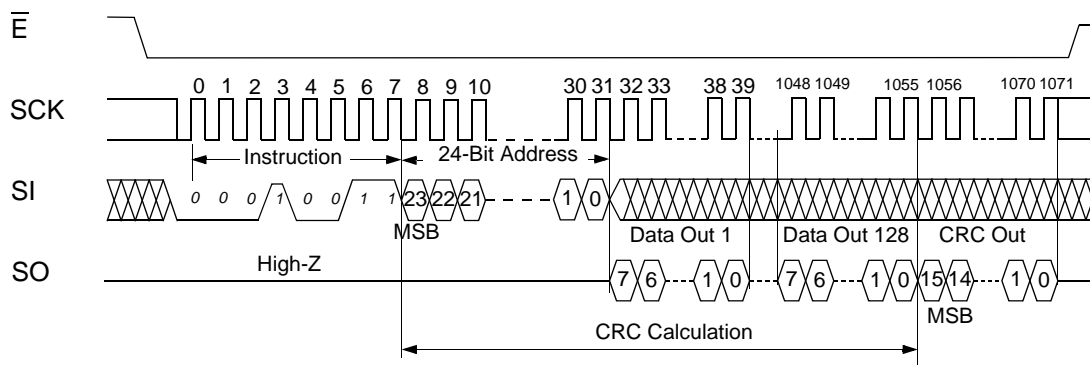 E
0 1 2 3 4 5 6 7 8 9 10 30 31 32 33 38 39 1048 1049 1055 1056 1070 1071
SCK
Instruction 24-Bit Address
SI 0 0 0 1 0 0 1 1 23 22 21 1 0
MSB Data Out 1 Data Out 128 CRC Out
High-Z
SO 7 6 1 0 7 6 1 0 15 14 1 0
MSB
CRC Calculation